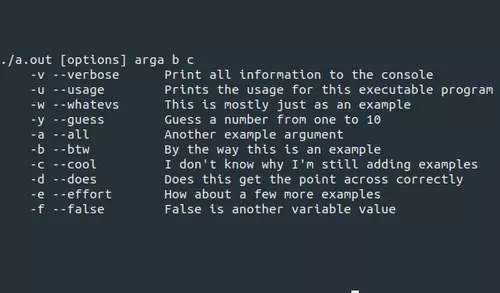 ./a.out [options] arga b c
-v --verbose Print all information to the console
-u --usage Prints the usage for this executable program
-w --whatevs This is mostly just as an example
-y --guess Guess a number from one to 10
-a --all Another example argument
-b --btw By the way this is an example
-c --cool I don't know why I'm still adding examples
-d --does Does this get the point across correctly
-e --effort How about a few more examples
-f --false False is another variable value